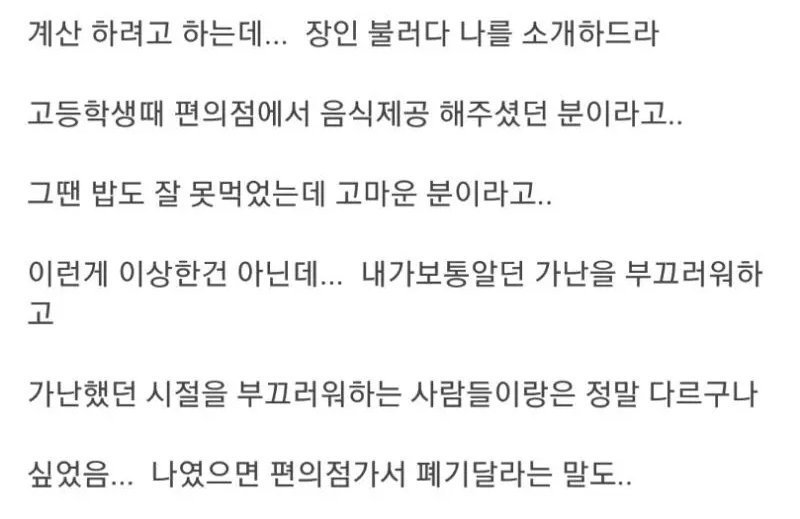 계산 하려고 하는데... 장인 불러다 나를 소개하드라
고등학생때 편의점에서 음식제공 해주셨던 분이라고..
그땐 밥도 잘 못먹었는데 고마운 분이라고..
이런게 이상한건 아닌데... 내가보통알던 가난을 부끄러워하
고
가난했던 시절을 부끄러워하는 사람들이랑은 정말 다르구나
싶었음... 나였으면 편의점가서 폐기달라는 말도..